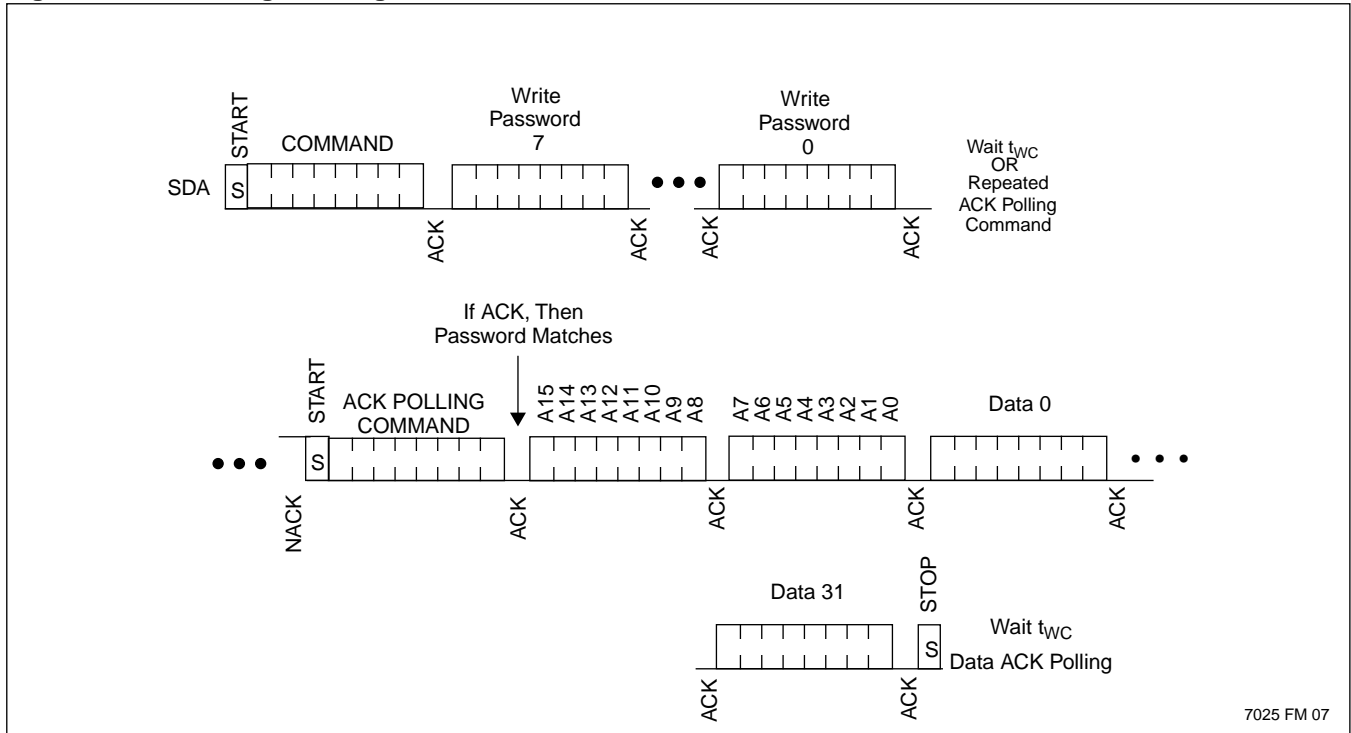 START
COMMAND
Write
Password
7
Write
Password
0
Wait tWC
OR
Repeated
ACK Polling
Command
SDA
S
ACK
ACK
ACK
ACK
If ACK, Then
Password Matches
START
ACK POLLING
COMMAND
A15
A14
A13
A12
A11
A10
A9
A8
A7
A6
A5
A4
A3
A2
A1
A0
Data 0
S
NACK
ACK
ACK
ACK
ACK
Data 31
STOP
S
Wait tWC
Data ACK Polling
ACK
ACK
7025 FM 07